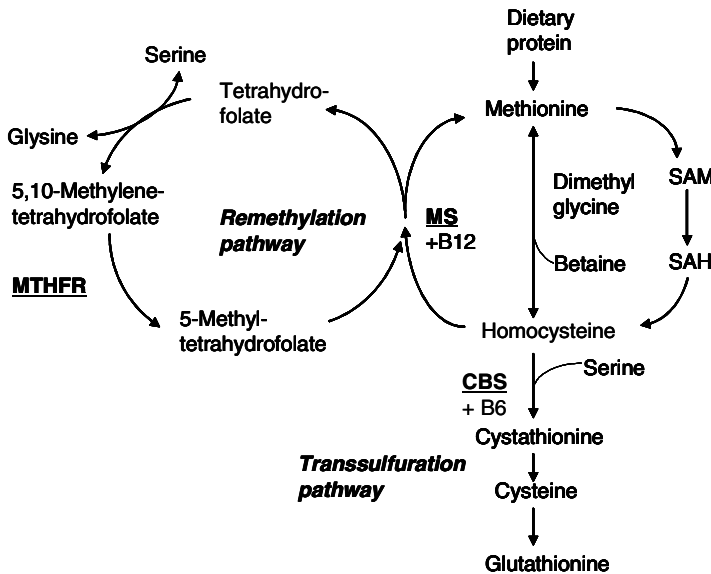 Dietary
protein
Serine
Tetrahydro-
folate
Methionine
Glysine
5,10-Methylene-
tetrahydrofolate
Dimethyl
glycine
SAM
Remethylation
pathway
MS
+B12
Betaine
SAH
MTHFR
5-Methyl-
tetrahydrofolate
Homocysteine
Serine
CBS
+ B6
Cystathionine
Transsulfuration
pathway
Cysteine
Glutathionine